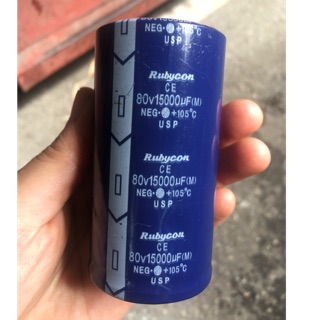 NEG +105°C
USP
Rubycon
CE
80v15000µF(M)
NEG +105°C
USP
Rubycon
CE
80v15000µF(M)
NEG +105°C
USP
Rubycon
CE
80v15000µF(M)
NEG +105°C
USP